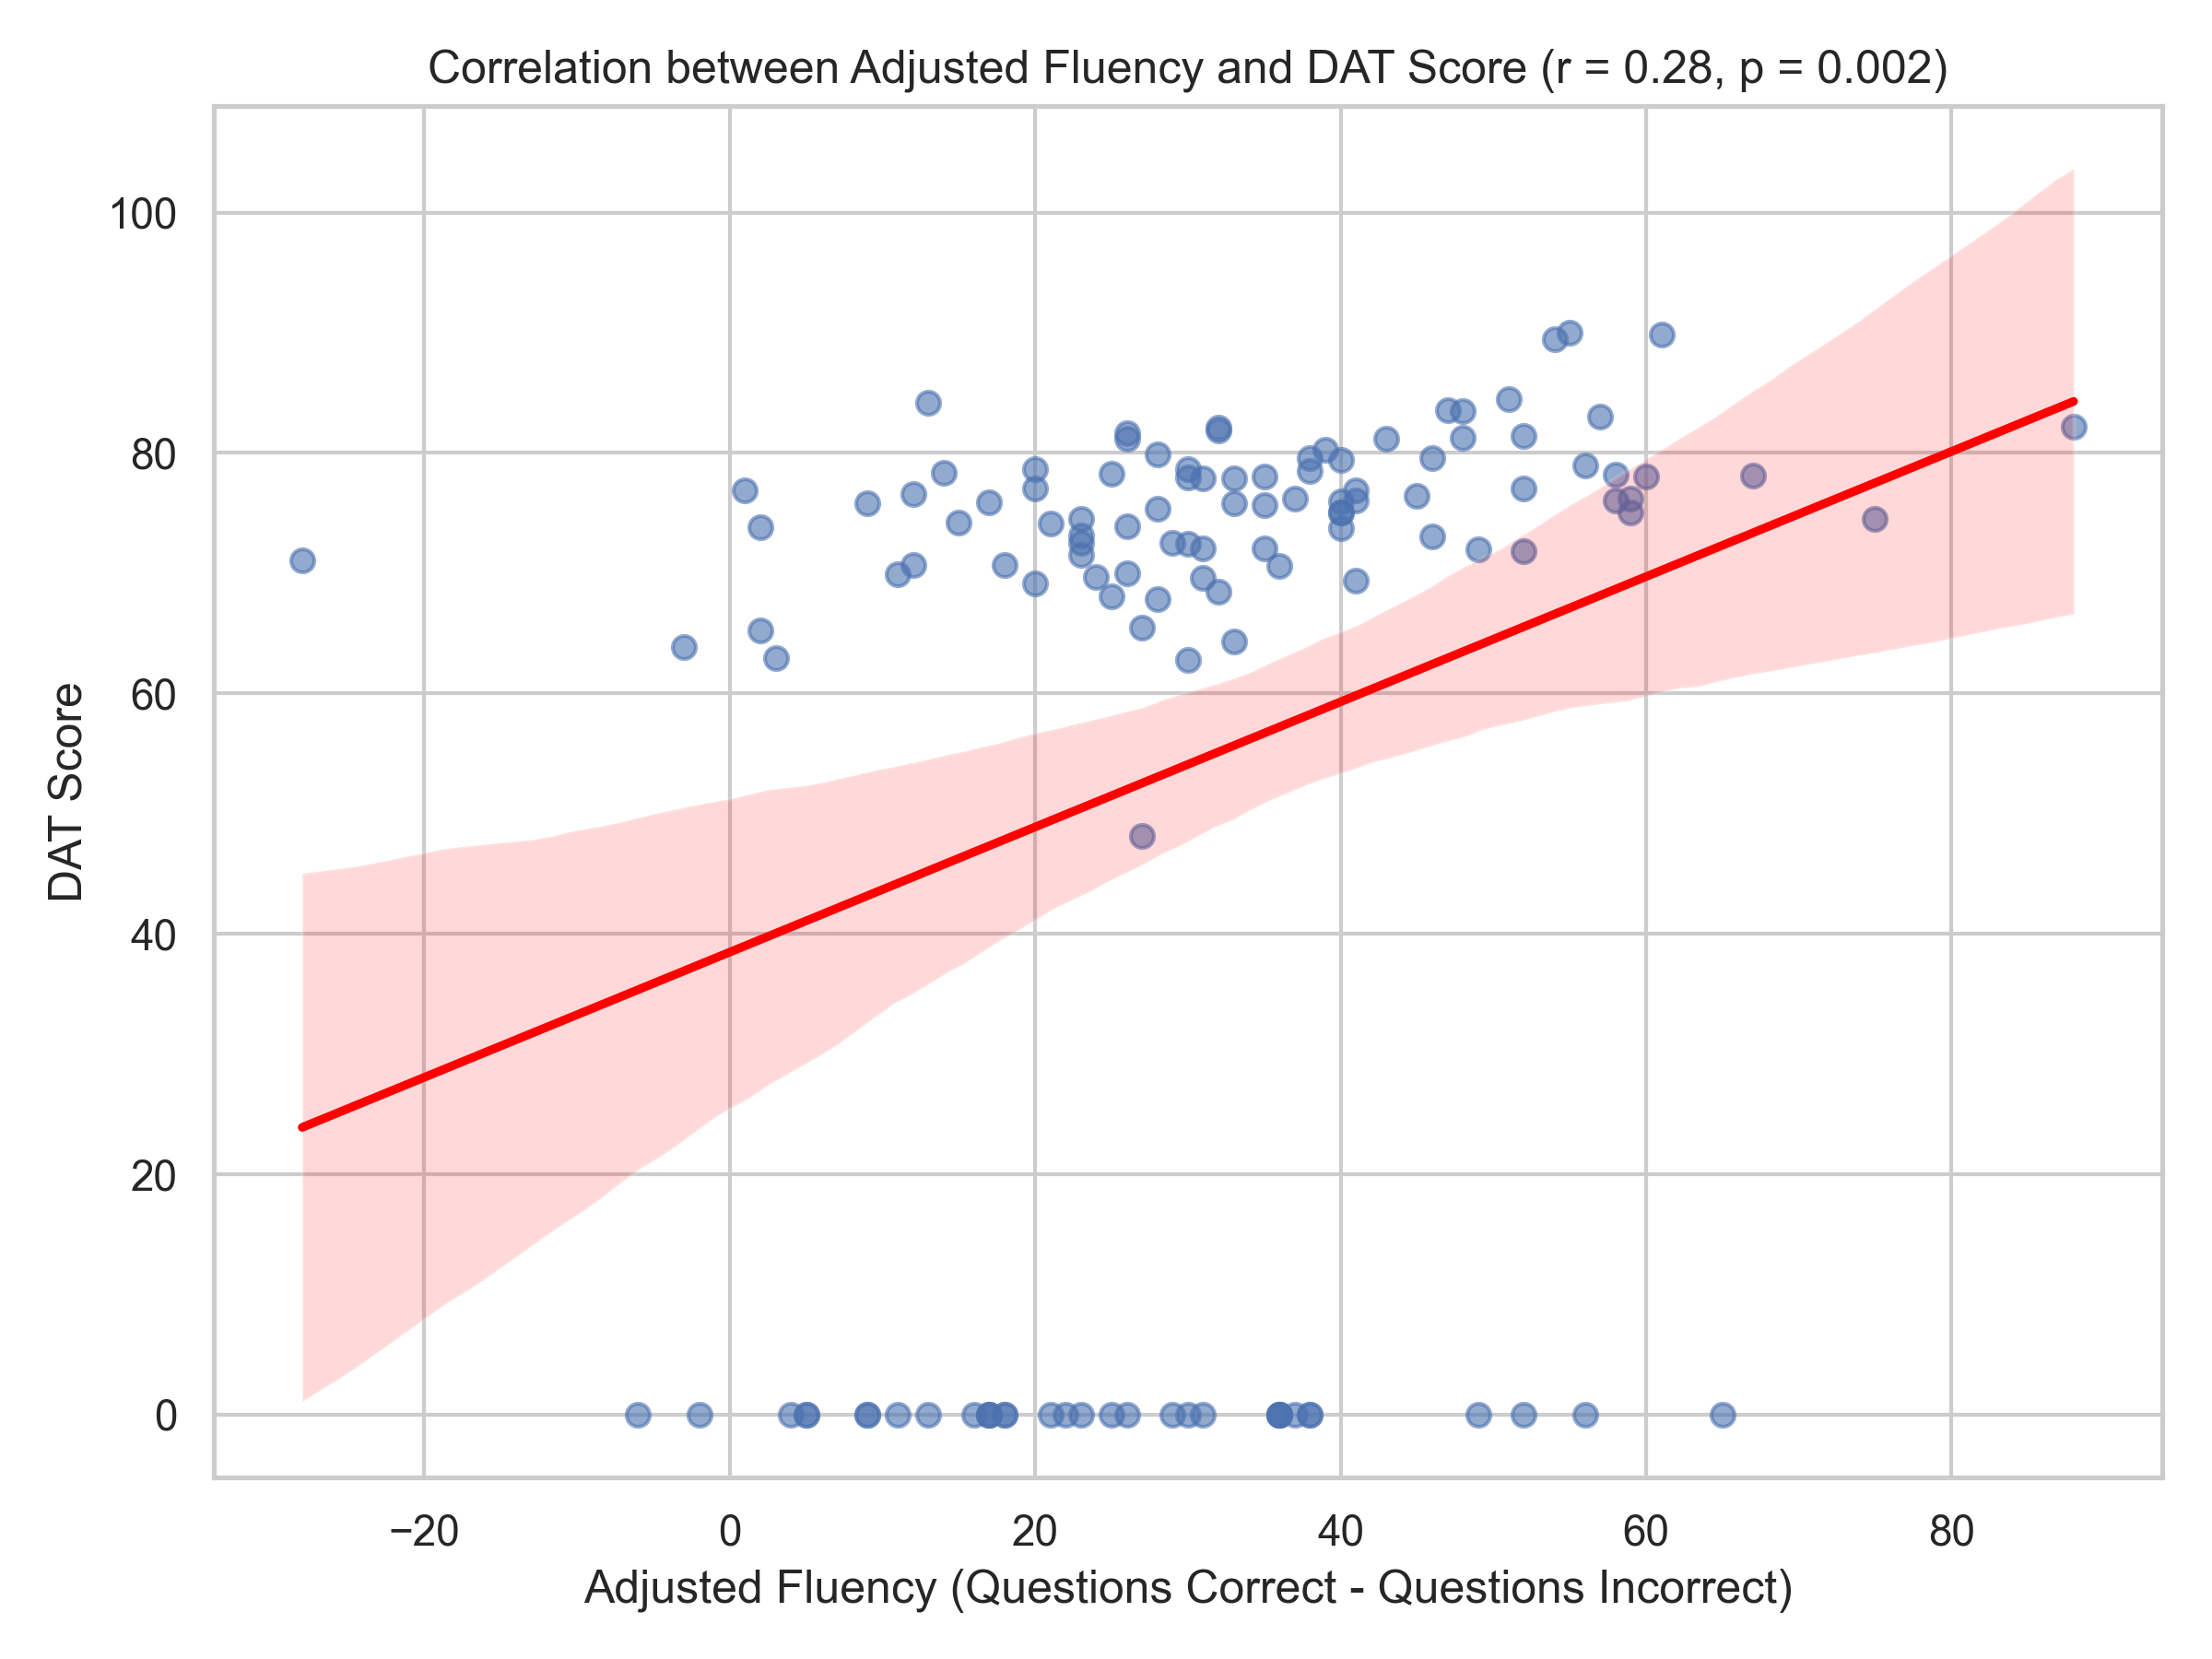 Correlation between Adjusted Fluency and DAT Score (r = 0.28, p = 0.002)
DAT Score
100
80
60
40
20
0
−20 0 20 40 60 80
Adjusted Fluency (Questions Correct - Questions Incorrect)